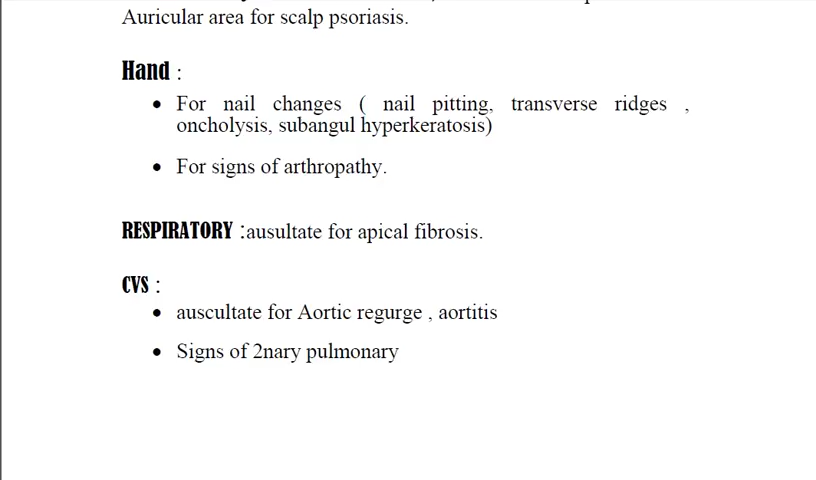 Auricular area for scalp psoriasis.
Hand :
• For nail changes ( nail pitting, transverse ridges ,
oncholysis, subangul hyperkeratosis)
• For signs of arthropathy.
RESPIRATORY :ausultate for apical fibrosis.
CVS :
• auscultate for Aortic regurge , aortitis
• Signs of 2nary pulmonary